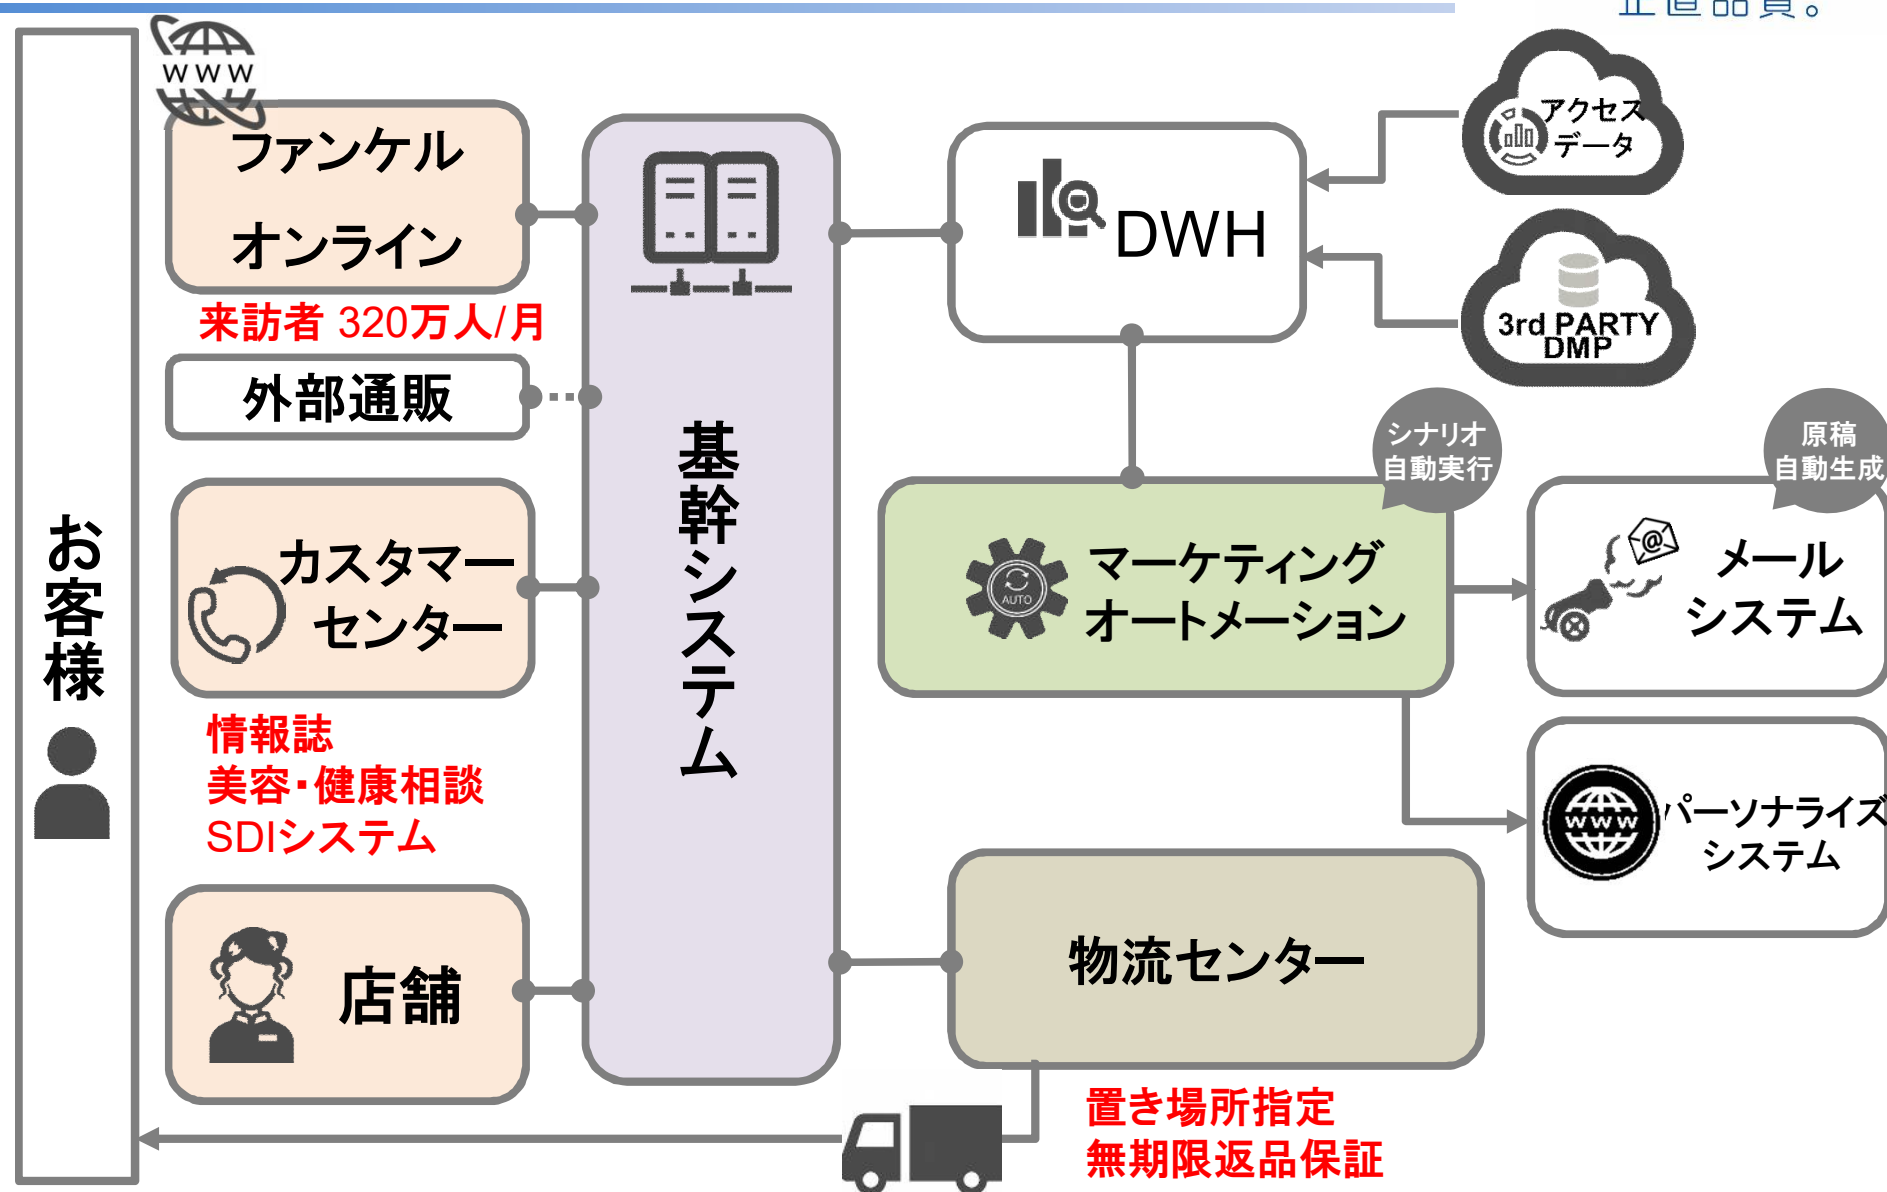 正直品質。
WWW
ファンケル
オンライン
来訪者 320万人/月
外部通販
お客様
カスタマー
センター
情報誌
美容・健康相談
SDIシステム
店舗
基幹システム
DWH
アクセス
データ
3rd PARTY
DMP
シナリオ
自動実行
原稿
自動生成
AUTO
マーケティング
オートメーション
@
メール
システム
WWW
パーソナライズ
システム
物流センター
置き場所指定
無期限返品保証